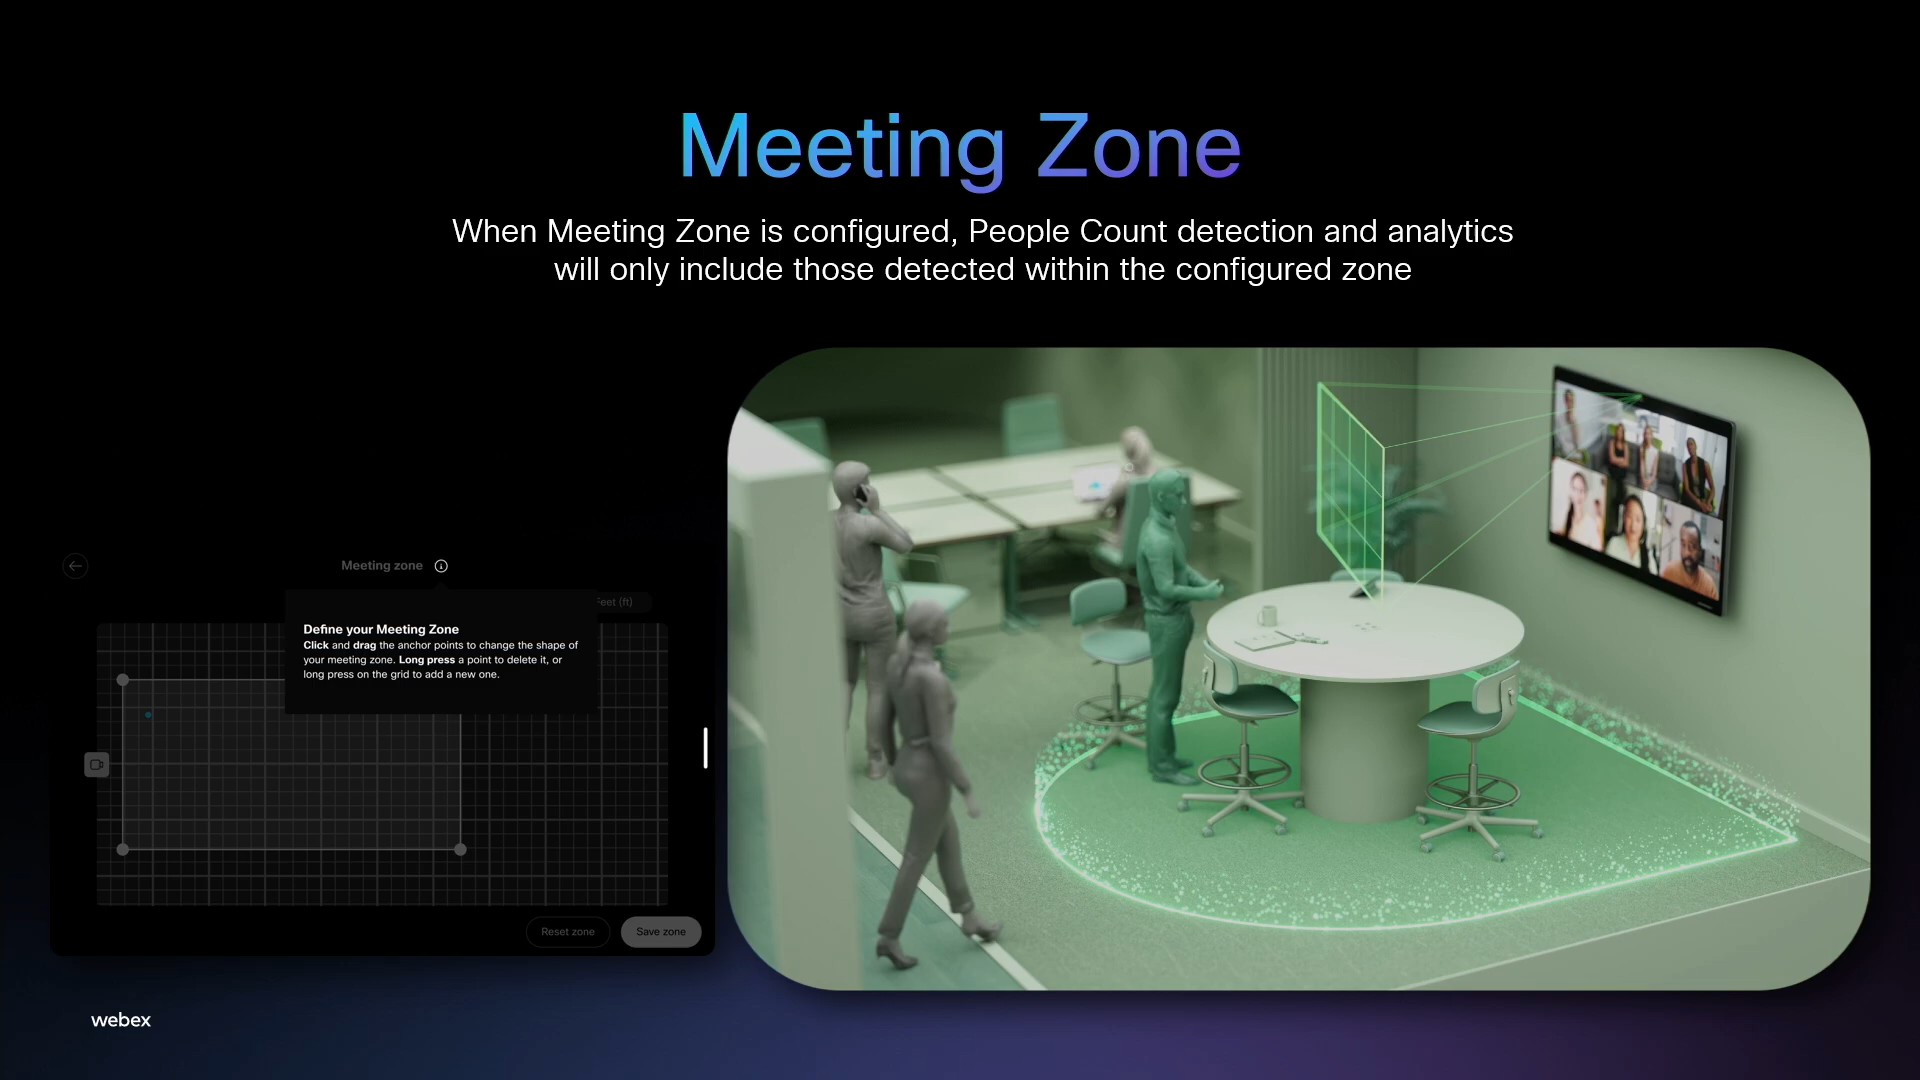 Meeting Zone
When Meeting Zone is configured, People Count detection and analytics
will only include those detected within the configured zone
Meeting zone
Feet (ft)
Define your Meeting Zone
Click and drag the anchor points to change the shape of
your meeting zone. Long press a point to delete it, or
long press on the grid to add a new one.
Reset zone
Save zone
webex